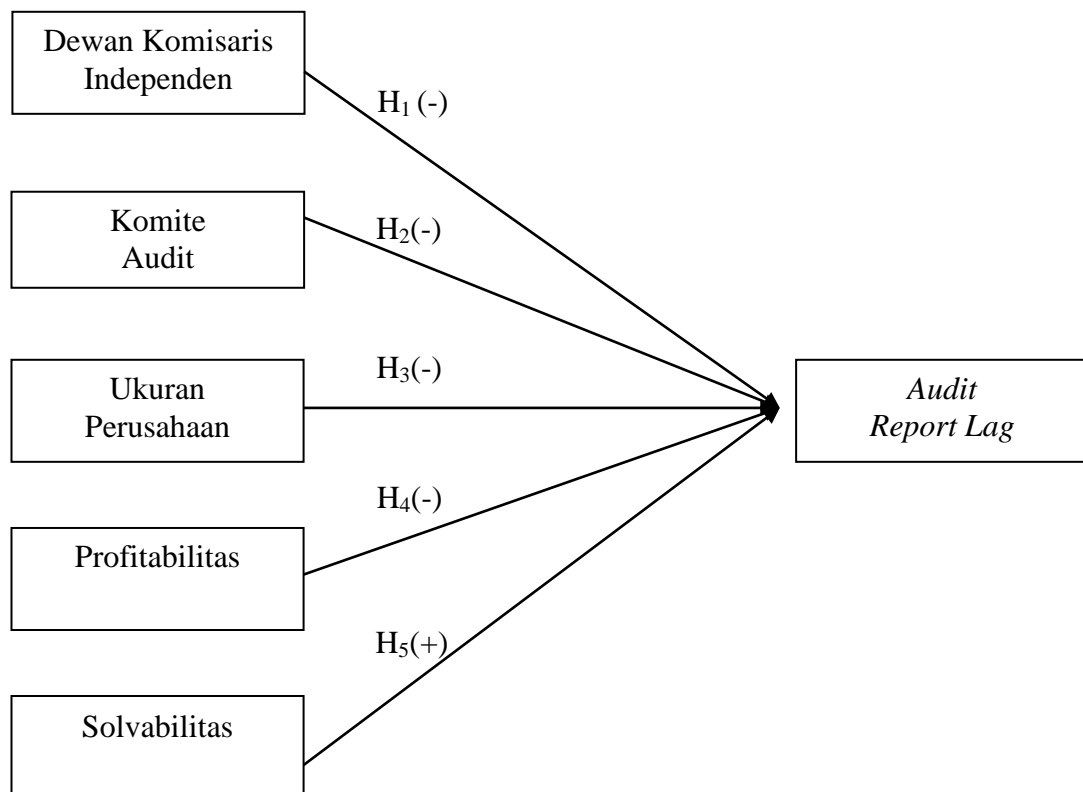 Dewan Komisaris
Independen
H₁ (-)
Komite
Audit
H₂(-)
Ukuran
Perusahaan
H₃(-)
Audit
Report Lag
Profitabilitas
H₄(-)
Solvabilitas
H₅(+)